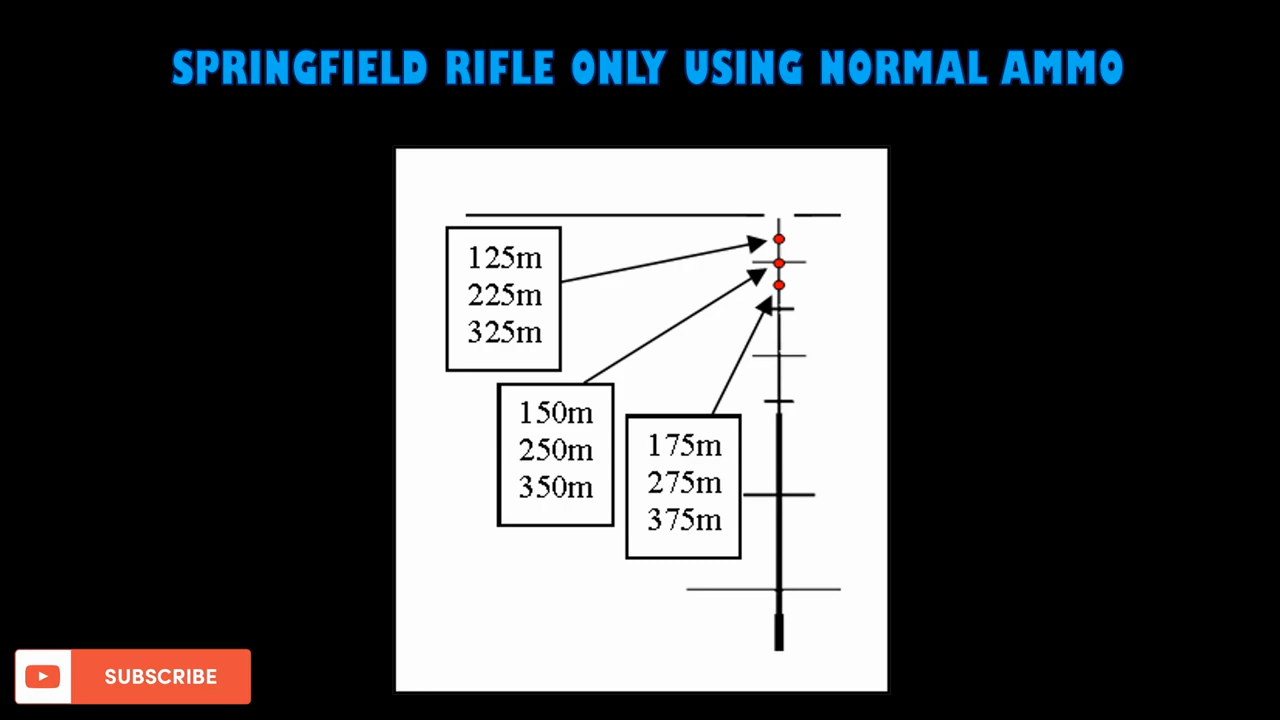 SPRINGFIELD RIFLE ONLY USING NORMAL AMMO
125m
225m
325m
150m
250m
350m
175m
275m
375m
SUBSCRIBE